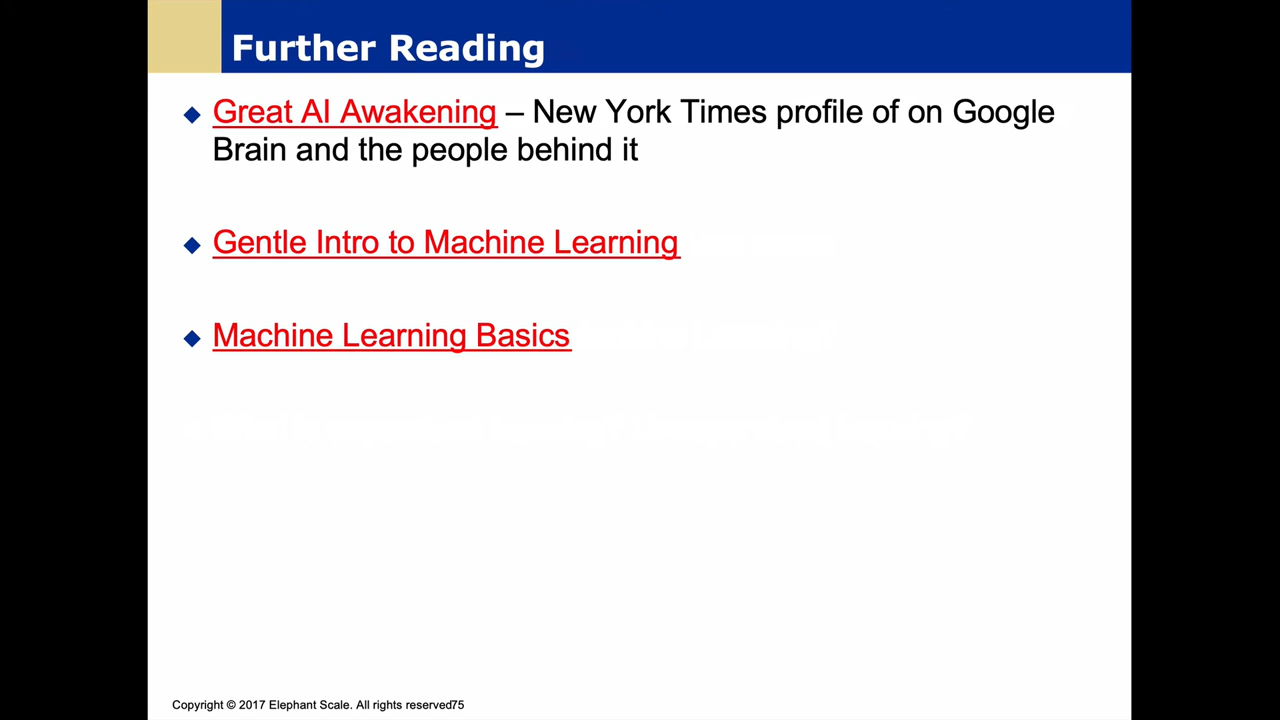 Further Reading
Great AI Awakening – New York Times profile of on Google
Brain and the people behind it
Gentle Intro to Machine Learning
Machine Learning Basics
Copyright © 2017 Elephant Scale. All rights reserved75